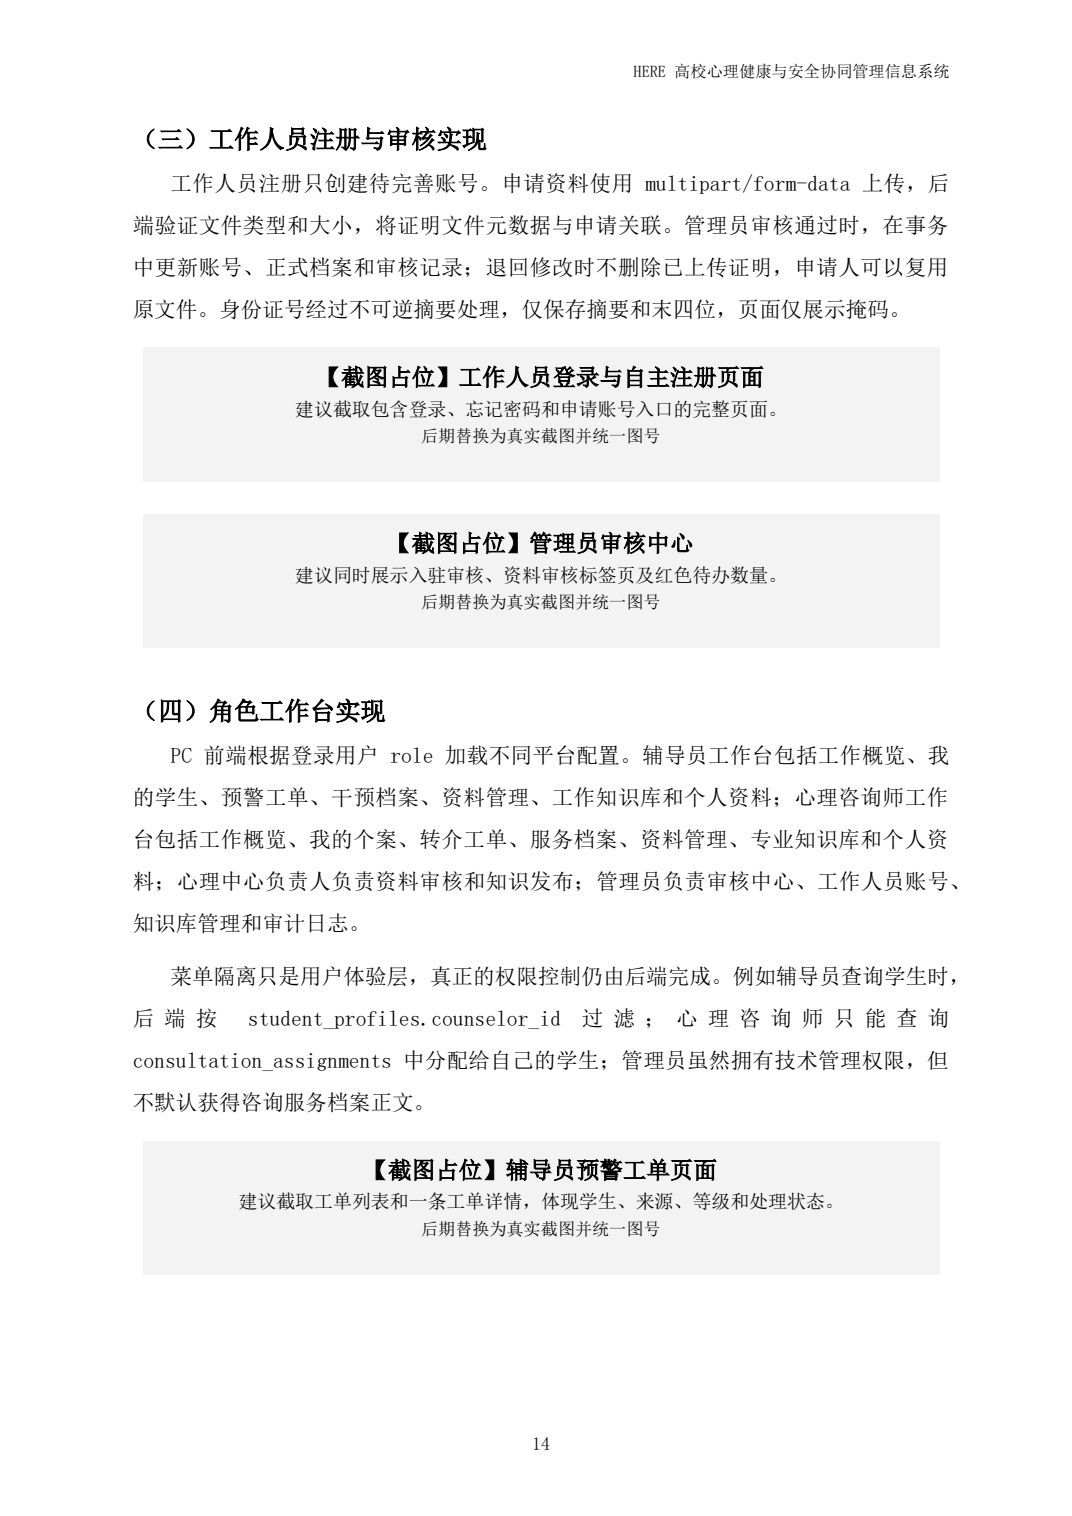 HERE 高校心理健康与安全协同管理信息系统
（三）工作人员注册与审核实现
工作人员注册只创建待完善账号。申请资料使用 multipart/form-data 上传，后
端验证文件类型和大小，将证明文件元数据与申请关联。管理员审核通过时，在事务
中更新账号、正式档案和审核记录；退回修改时不删除已上传证明，申请人可以复用
原文件。身份证号经过不可逆摘要处理，仅保存摘要和末四位，页面仅展示掩码。
【截图占位】工作人员登录与自主注册页面
建议截取包含登录、忘记密码和申请账号入口的完整页面。
后期替换为真实截图并统一图号
【截图占位】管理员审核中心
建议同时展示入驻审核、资料审核标签页及红色待办数量。
后期替换为真实截图并统一图号
（四）角色工作台实现
PC 前端根据登录用户 role 加载不同平台配置。辅导员工作台包括工作概览、我
的学生、预警工单、干预档案、资料管理、工作知识库和个人资料；心理咨询师工作
台包括工作概览、我的个案、转介工单、服务档案、资料管理、专业知识库和个人资
料；心理中心负责人负责资料审核和知识发布；管理员负责审核中心、工作人员账号、
知识库管理和审计日志。
菜单隔离只是用户体验层，真正的权限控制仍由后端完成。例如辅导员查询学生时，
后端按 student_profiles.counselor_id 过滤；心理咨询师只能查询
consultation_assignments 中分配给自己的学生；管理员虽然拥有技术管理权限，但
不默认获得咨询服务档案正文。
【截图占位】辅导员预警工单页面
建议截取工单列表和一条工单详情，体现学生、来源、等级和处理状态。
后期替换为真实截图并统一图号
14